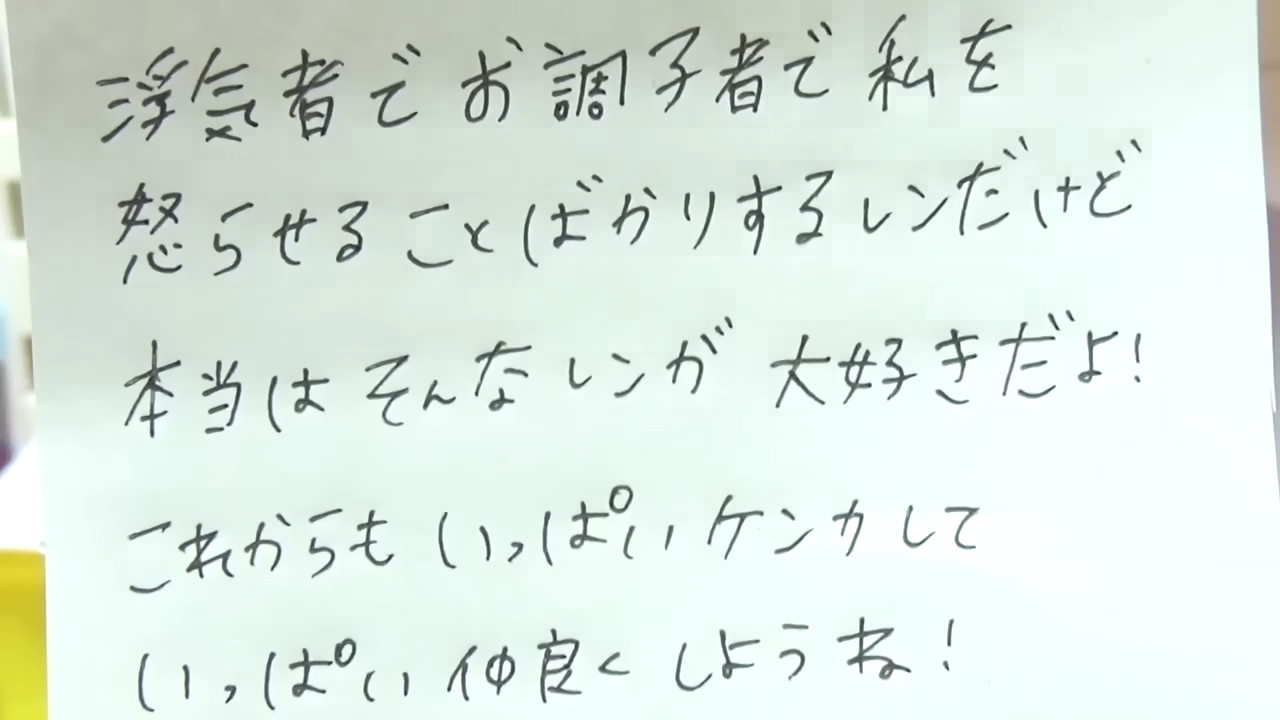 浮気者でお調子者で私を
怒らせることばかりするレンだけど
本当はそんなレンが大好きだよ!
これからもいっぱいケンカして
いっぱい仲良くしようね!